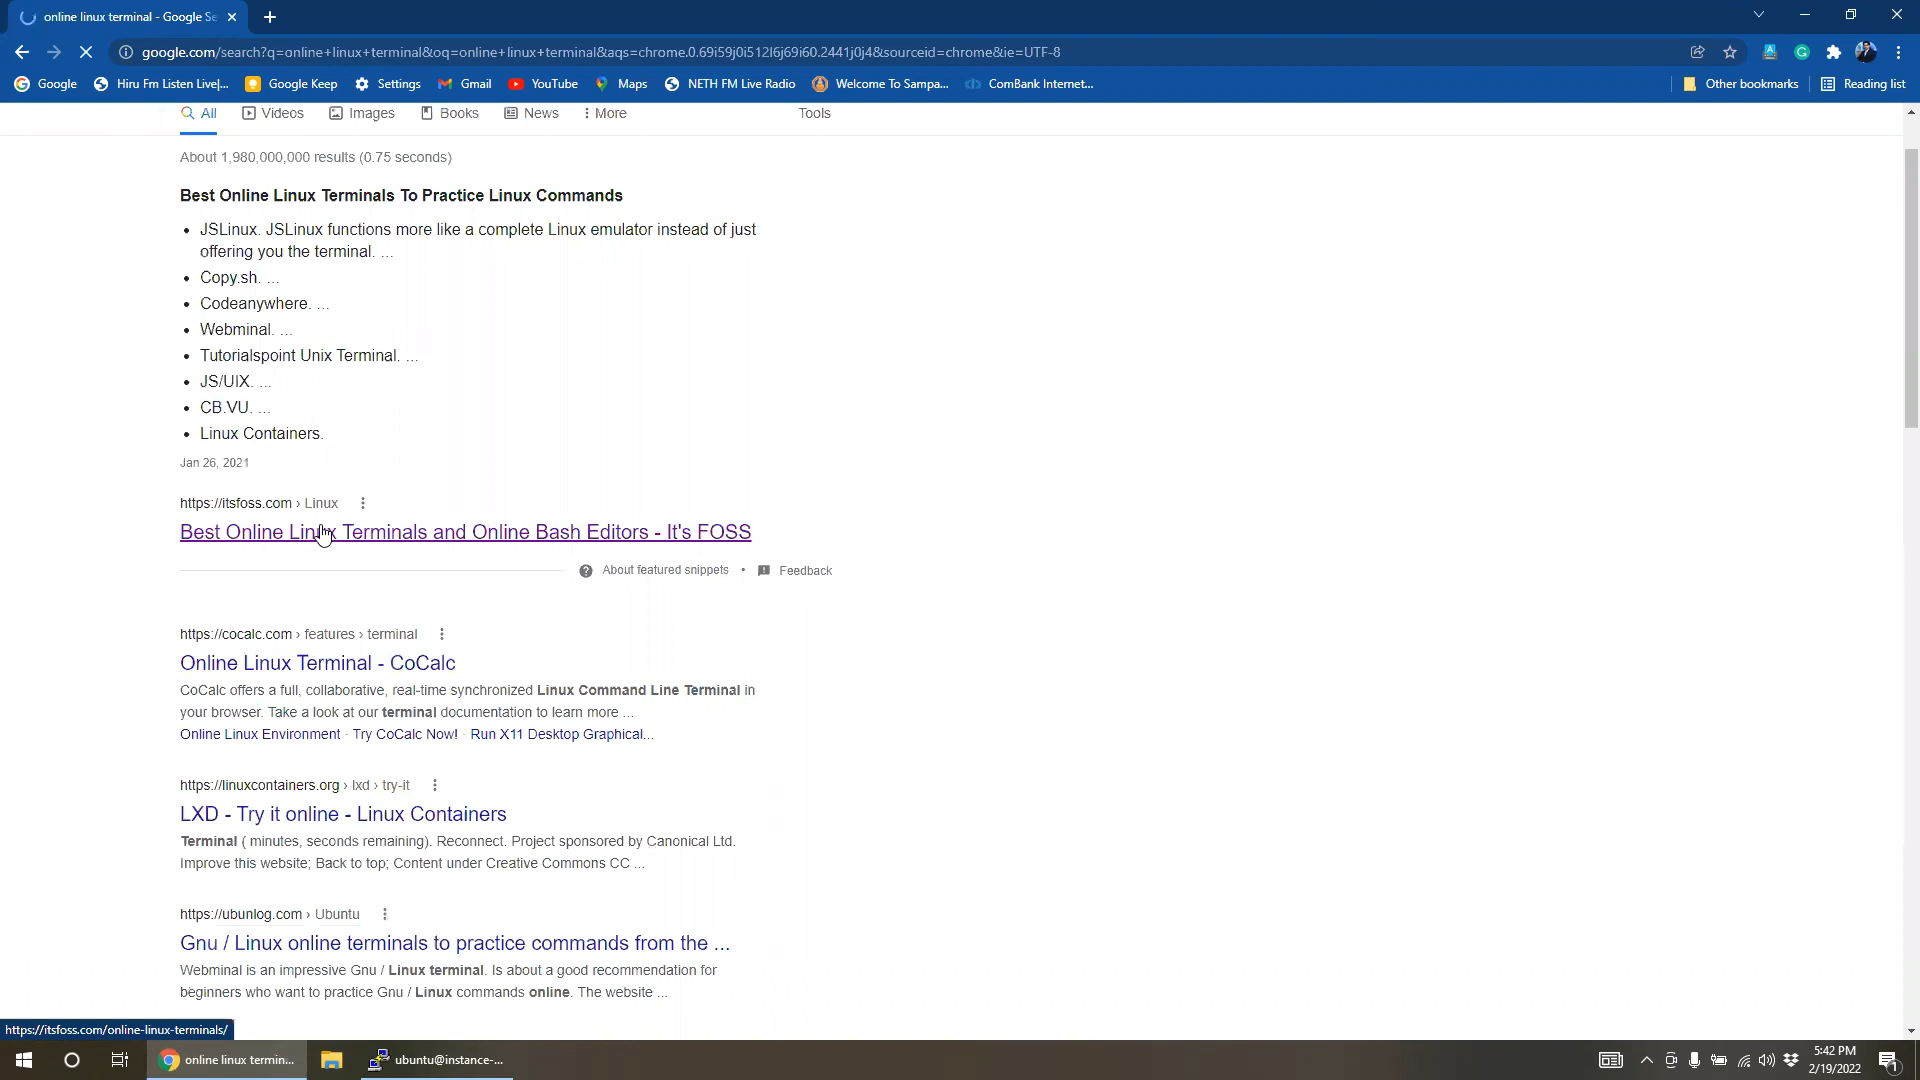 online linux terminal - Google Se
google.com/search?q=online+linux+terminal&oq=online+linux+terminal&aqs=chrome.0.69i59j0i512l6j69i60.2441j0j4&sourceid=chrome&ie=UTF-8
Google
Hiru Fm Listen Live|...
Google Keep
Settings
Gmail
YouTube
Maps
NETH FM Live Radio
Welcome To Sampa...
ComBank Internet...
Other bookmarks
Reading list
All
Videos
Images
Books
News
More
Tools
About 1,980,000,000 results (0.75 seconds)
Best Online Linux Terminals To Practice Linux Commands
• JSLinux. JSLinux functions more like a complete Linux emulator instead of just
offering you the terminal. ...
• Copy.sh. ...
• Codeanywhere. ...
• Webminal. ...
• Tutorialspoint Unix Terminal. ...
• JS/UIX. ...
• CB.VU. ...
• Linux Containers.
Jan 26, 2021
https://itsfoss.com › Linux
Best Online Linux Terminals and Online Bash Editors - It's FOSS
About featured snippets • Feedback
https://cocalc.com › features › terminal
Online Linux Terminal - CoCalc
CoCalc offers a full, collaborative, real-time synchronized Linux Command Line Terminal in
your browser. Take a look at our terminal documentation to learn more ...
Online Linux Environment · Try CoCalc Now! · Run X11 Desktop Graphical...
https://linuxcontainers.org › lxd › try-it
LXD - Try it online - Linux Containers
Terminal ( minutes, seconds remaining). Reconnect. Project sponsored by Canonical Ltd.
Improve this website; Back to top; Content under Creative Commons CC ...
https://ubunlog.com › Ubuntu
Gnu / Linux online terminals to practice commands from the ...
Webminal is an impressive Gnu / Linux terminal. Is about a good recommendation for
beginners who want to practice Gnu / Linux commands online. The website ...
https://itsfoss.com/online-linux-terminals/
online linux termin...
ubuntu@instance-...
5:42 PM
2/19/2022
1